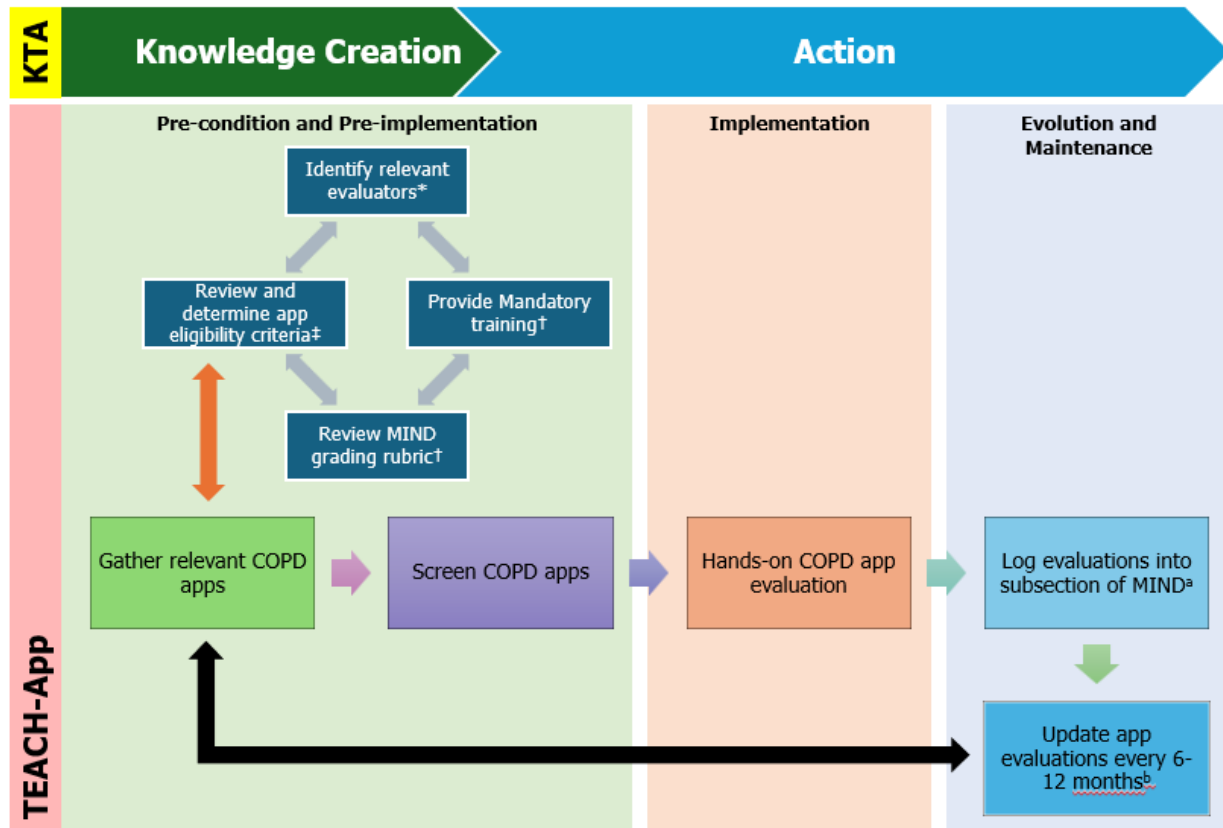 KTA
Knowledge Creation
Action
TEACH-App
Pre-condition and Pre-implementation
Implementation
Evolution and
Maintenance
Identify relevant
evaluators*
Review and
determine app
eligibility criteria‡
Provide Mandatory
training†
Review MIND
grading rubric†
Gather relevant COPD
apps
Screen COPD apps
Hands-on COPD app
evaluation
Log evaluations into
subsection of MINDᵃ
Update app
evaluations every 6-
12 monthsᵇ